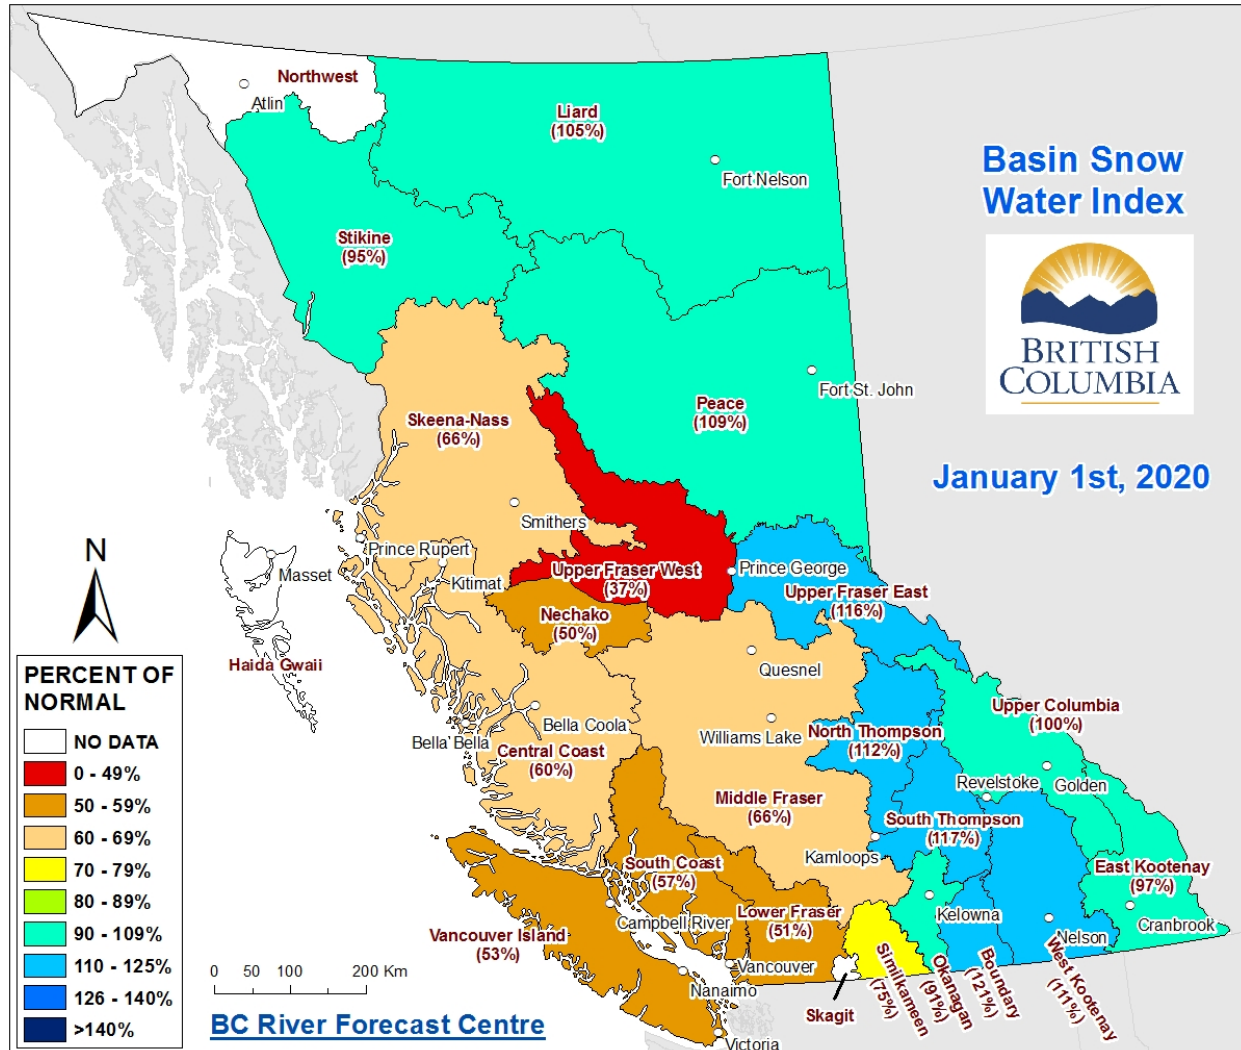 Northwest
Atlin
Liard
(105%)
Fort Nelson
Basin Snow
Water Index
BRITISH
COLUMBIA
January 1st, 2020
Stikine
(95%)
Fort St. John
Peace
(109%)
Skeena-Nass
(66%)
Smithers
Prince Rupert
Kitimat
Masset
Haida Gwaii
Upper Fraser West
(37%)
Prince George
Upper Fraser East
(116%)
Nechako
(50%)
Quesnel
Bella Coola
Bella Bella
Central Coast
(60%)
Williams Lake
North Thompson
(112%)
Upper Columbia
(100%)
Revelstoke
Golden
Middle Fraser
(66%)
South Thompson
(117%)
Kamloops
East Kootenay
(97%)
Cranbrook
South Coast
(57%)
Campbell River
Lower Fraser
(51%)
Kelowna
Nelson
Vancouver Island
(53%)
Vancouver
Nanaimo
Victoria
Skagit
Similkameen
(75%)
Okanagan
(91%)
Boundary
(121%)
West Kootenay
(111%)
N
PERCENT OF
NORMAL
NO DATA
0 - 49%
50 - 59%
60 - 69%
70 - 79%
80 - 89%
90 - 109%
110 - 125%
126 - 140%
>140%
0 50 100 200 Km
BC River Forecast Centre